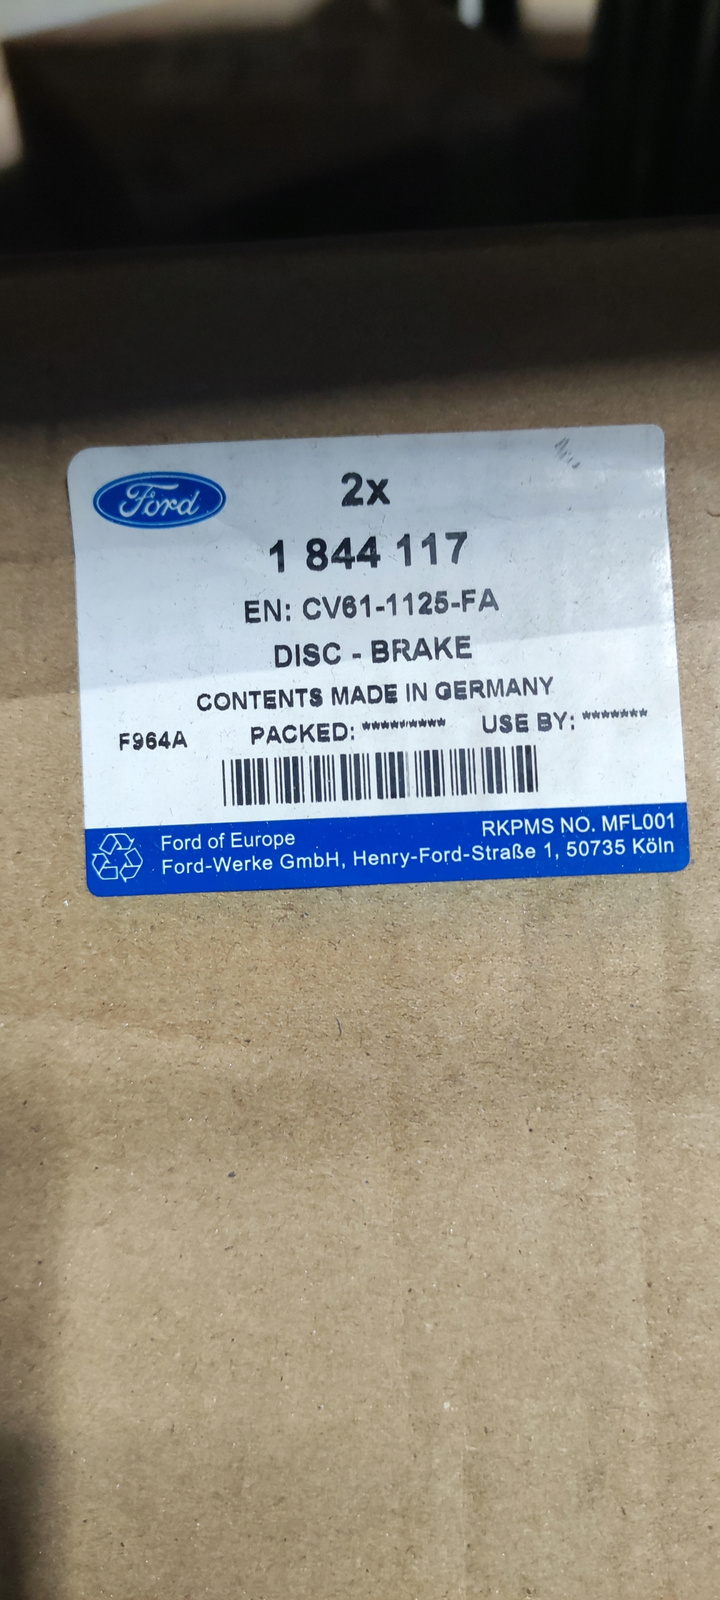 Ford
2x
1 844 117
EN: CV61-1125-FA
DISC - BRAKE
CONTENTS MADE IN GERMANY
F964A PACKED: ********** USE BY: *******
Ford of Europe RKPMS NO. MFL001
Ford-Werke GmbH, Henry-Ford-Straße 1, 50735 Köln